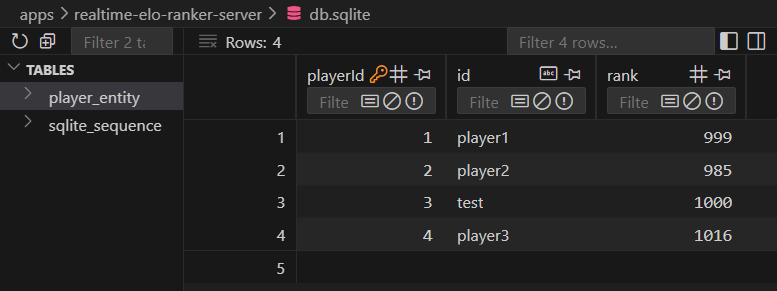 apps > realtime-elo-ranker-server > db.sqlite
Filter 2 ta
Rows: 4
Filter 4 rows...
TABLES
player_entity
sqlite_sequence
playerId id rank
Filte Filte Filte
1 1 player1 999
2 2 player2 985
3 3 test 1000
4 4 player3 1016
5